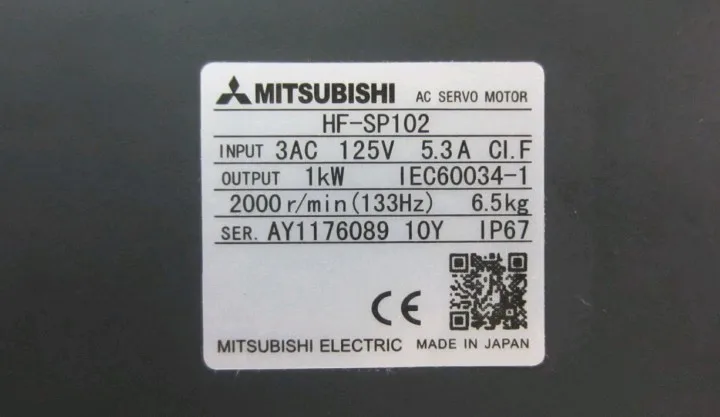 MITSUBISHI AC SERVO MOTOR
HF-SP102
INPUT 3AC 125V 5.3A CI.F
OUTPUT 1kW IEC60034-1
2000r/min(133Hz) 6.5kg
SER. AY1176089 10Y IP67
CE
MITSUBISHI ELECTRIC MADE IN JAPAN